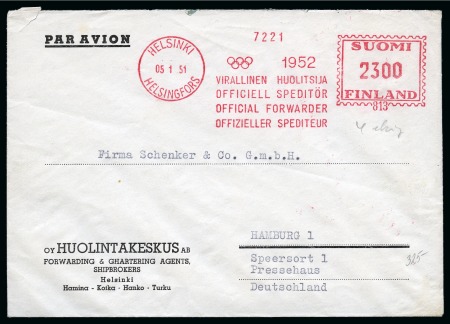 PAR AVION
HELSINKI
05 1 51
HELSINGFORS
7221
1952
VIRALLINEN HUOLITSIJA
OFFICIELL SPEDITÖR
OFFICIAL FORWARDER
OFFIZIELLER SPEDITEUR
SUOMI
2300
FINLAND
813
Firma Schenker & Co. G.m.b.H.
OY HUOLINTAKESKUS AB
FORWARDING & CHARTERING AGENTS,
SHIPBROKERS
Helsinki
Hamina - Kotka - Hanko - Turku
HAMBURG 1
Speersort 1
Pressehaus
Deutschland
325